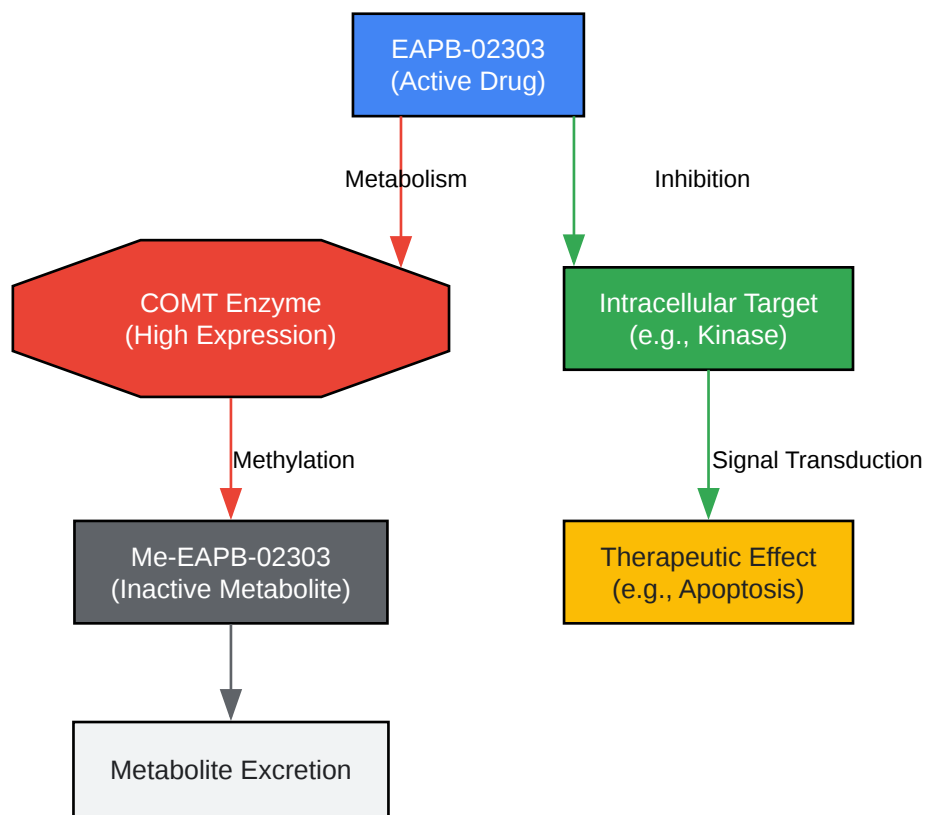 EAPB-02303
(Active Drug)
Metabolism
Inhibition
COMT Enzyme
(High Expression)
Intracellular Target
(e.g., Kinase)
Methylation
Signal Transduction
Me-EAPB-02303
(Inactive Metabolite)
Therapeutic Effect
(e.g., Apoptosis)
Metabolite Excretion